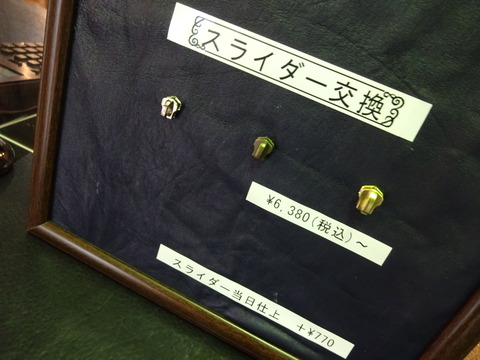 スライダー交換
¥6,380(税込)～
スライダー当日仕上　+¥770